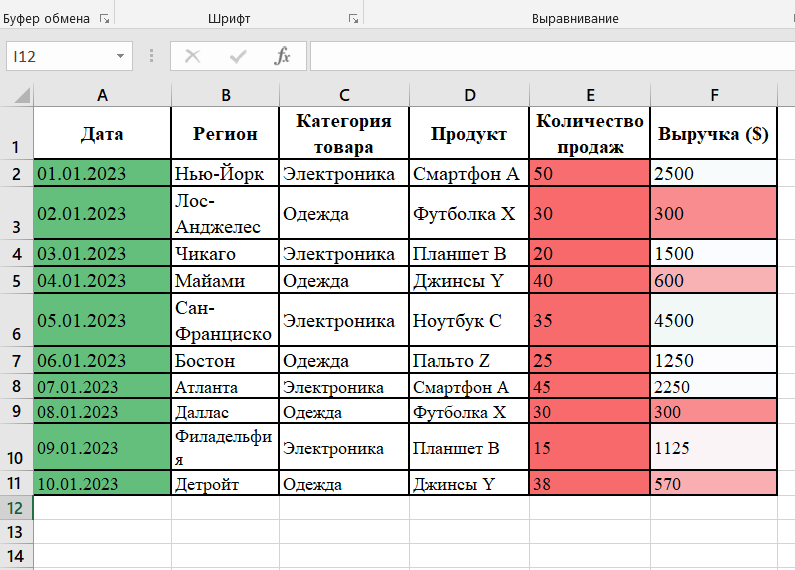 Буфер обмена Шрифт Выравнивание
I12 fx
A B C D E F
1 Дата Регион Категория товара Продукт Количество продаж Выручка ($)
2 01.01.2023 Нью-Йорк Электроника Смартфон A 50 2500
3 02.01.2023 Лос-Анджелес Одежда Футболка X 30 300
4 03.01.2023 Чикаго Электроника Планшет B 20 1500
5 04.01.2023 Майами Одежда Джинсы Y 40 600
6 05.01.2023 Сан-Франциско Электроника Ноутбук C 35 4500
7 06.01.2023 Бостон Одежда Пальто Z 25 1250
8 07.01.2023 Атланта Электроника Смартфон A 45 2250
9 08.01.2023 Даллас Одежда Футболка X 30 300
10 09.01.2023 Филадельфия Электроника Планшет B 15 1125
11 10.01.2023 Детройт Одежда Джинсы Y 38 570
12
13
14